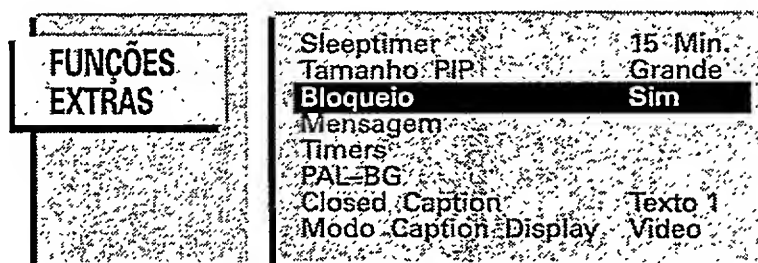 FUNÇÕES
EXTRAS
Sleeptimer 15 Min.
Tamanho PIP Grande
Bloqueio Sim
Mensagem
Timers
PAL-BG
Closed Caption Texto 1
Modo Caption Display Video